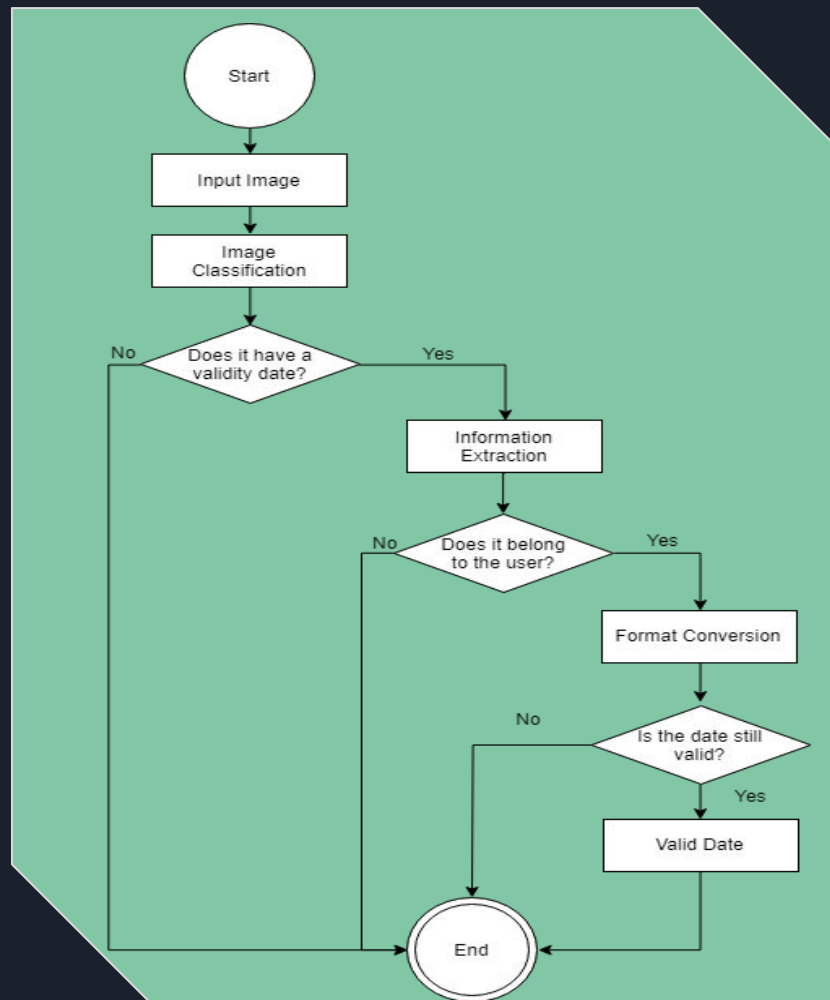 Start
Input Image
Image
Classification
Does it have a
validity date?
No
Yes
Information
Extraction
Does it belong
to the user?
No
Yes
Format Conversion
Is the date still
valid?
No
Yes
Valid Date
End